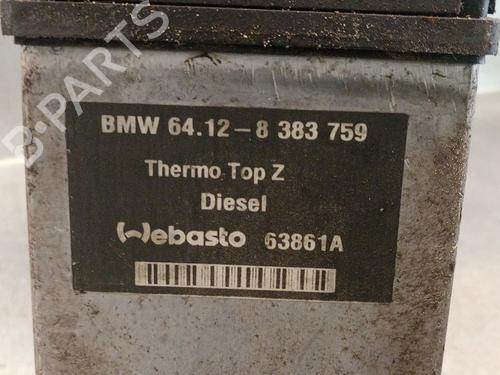 B-PARTS
BMW 64.12-8 383 759
Thermo Top Z
Diesel
Webasto 63861A